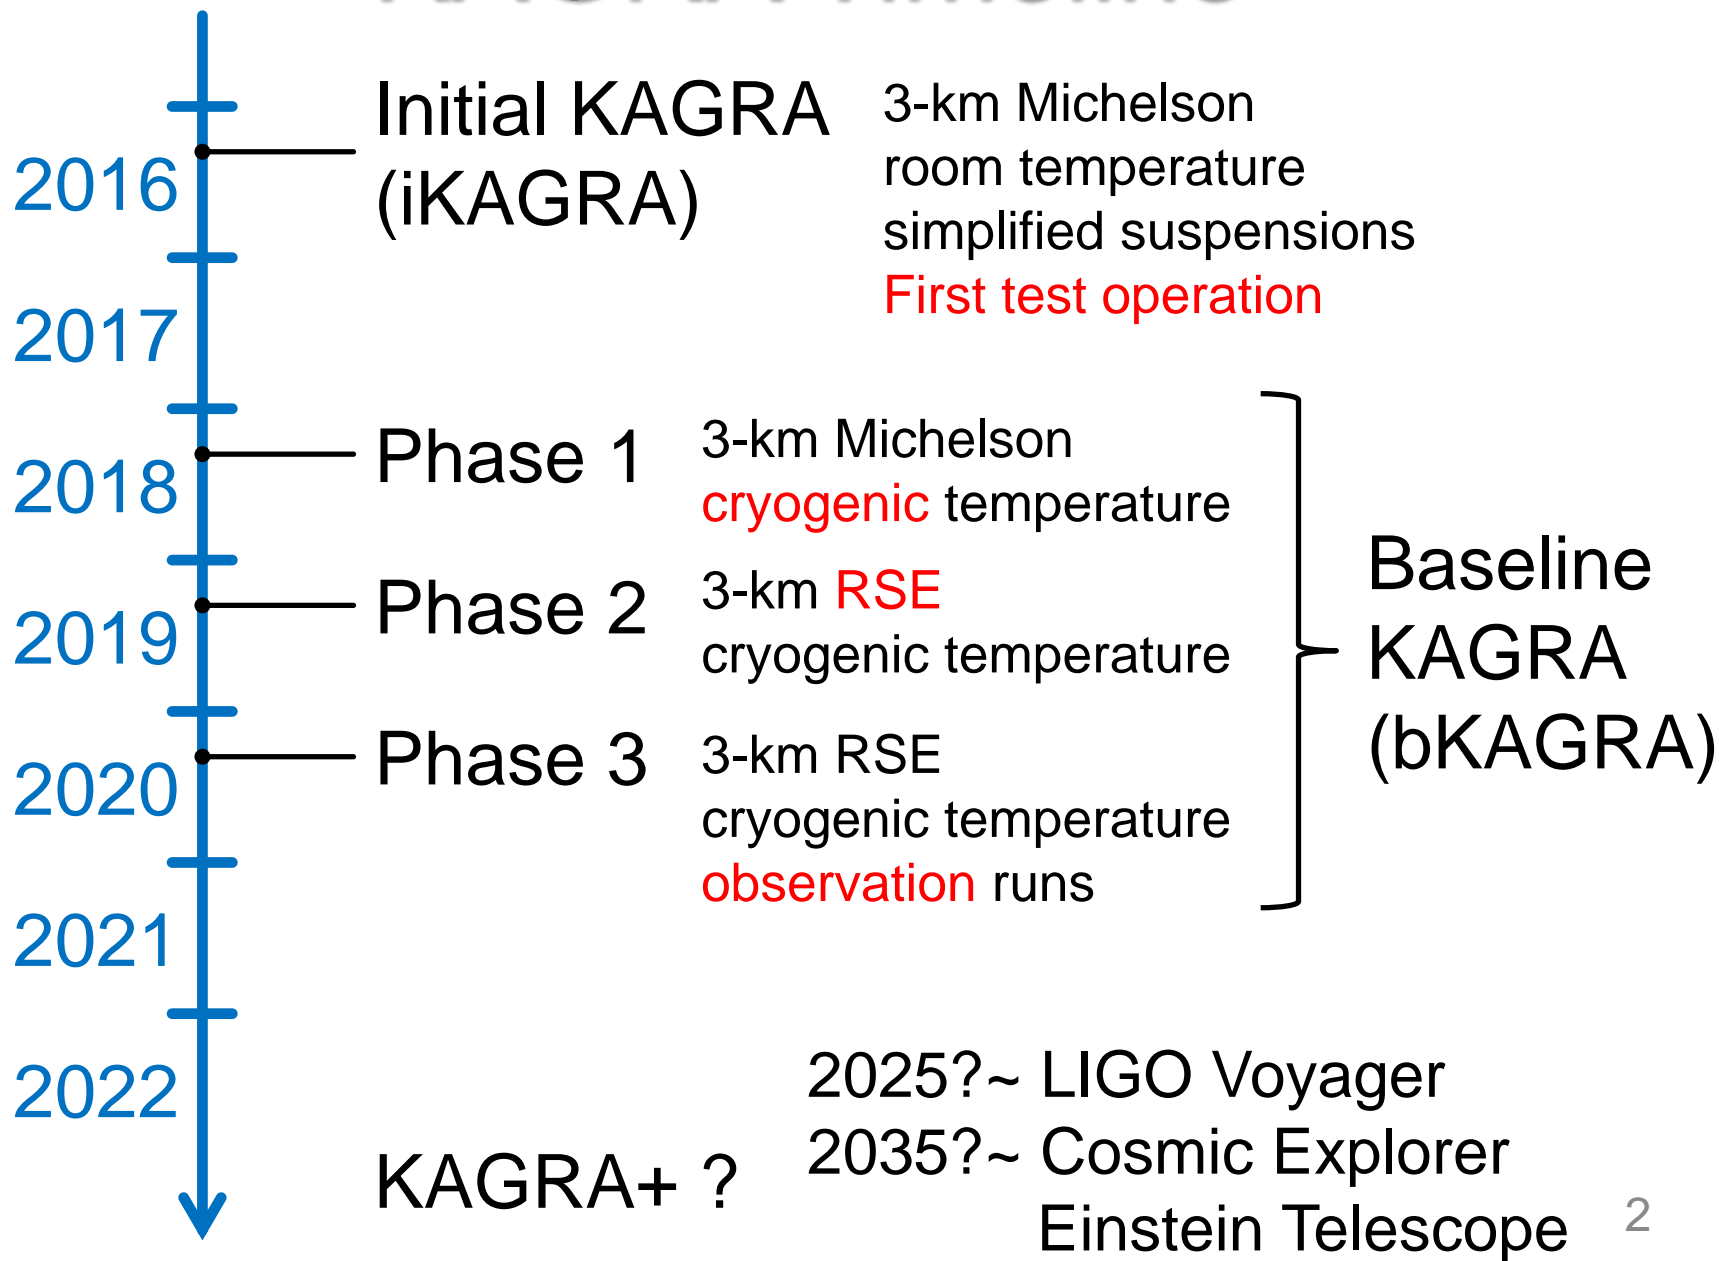 2016
Initial KAGRA
(iKAGRA)
3-km Michelson
room temperature
simplified suspensions
First test operation
2017
2018
Phase 1
3-km Michelson
cryogenic temperature
2019
Phase 2
3-km RSE
cryogenic temperature
2020
Phase 3
3-km RSE
cryogenic temperature
observation runs
Baseline
KAGRA
(bKAGRA)
2021
2022
KAGRA+ ?
2025?~ LIGO Voyager
2035?~ Cosmic Explorer
Einstein Telescope
2